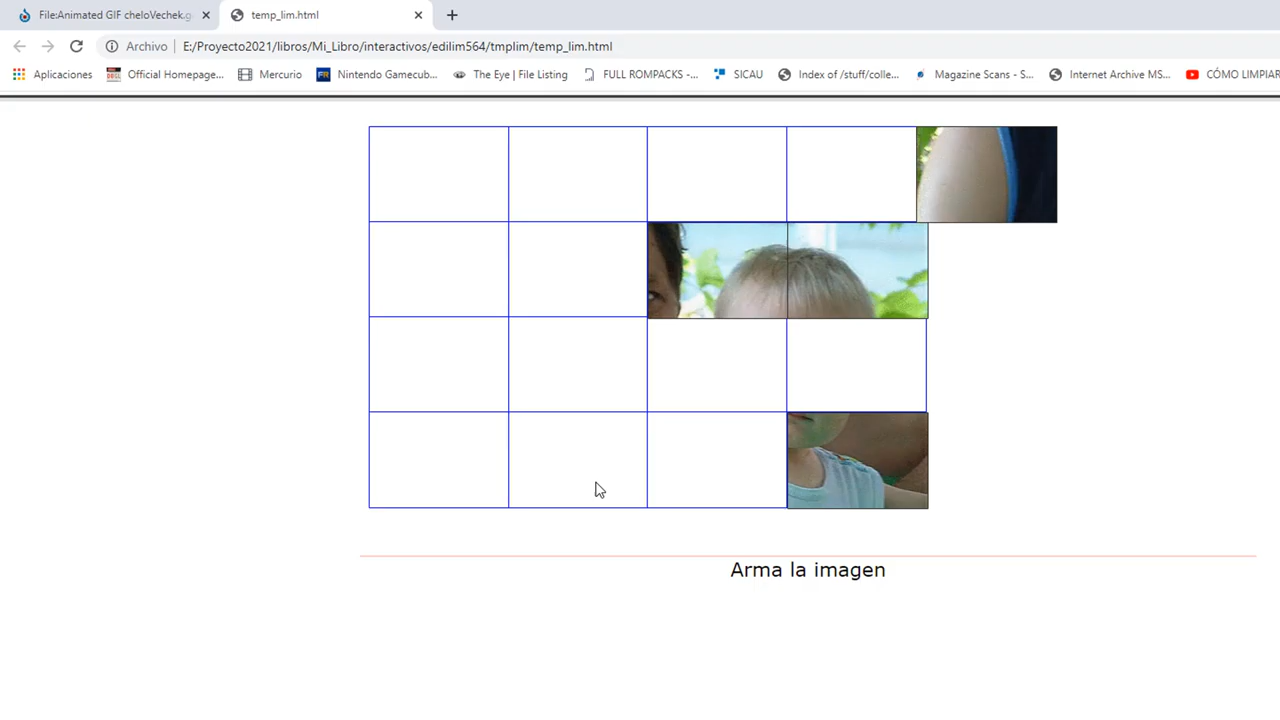 File:Animated GIF cheloVechek.g
temp_lim.html
Archivo E:/Proyecto2021/libros/Mi_Libro/interactivos/edilim564/tmplim/temp_lim.html
Aplicaciones Official Homepage... Mercurio Nintendo Gamecub... The Eye | File Listing FULL ROMPACKS -... SICAU Index of /stuff/colle... Magazine Scans - S... Internet Archive MS... CÓMO LIMPIAR
Arma la imagen